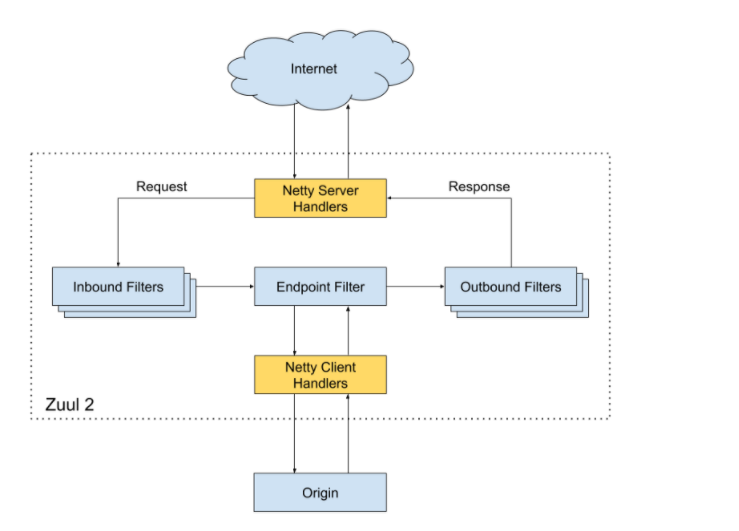 Internet
Request
Netty Server
Handlers
Response
Inbound Filters
Endpoint Filter
Outbound Filters
Netty Client
Handlers
Zuul 2
Origin